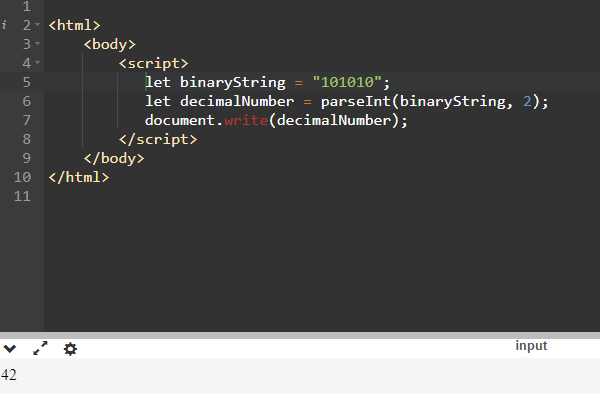 1
i 2 <html>
3 <body>
4 <script>
5 let binaryString = "101010";
6 let decimalNumber = parseInt(binaryString, 2);
7 document.write(decimalNumber);
8 </script>
9 </body>
10 </html>
11
input
42